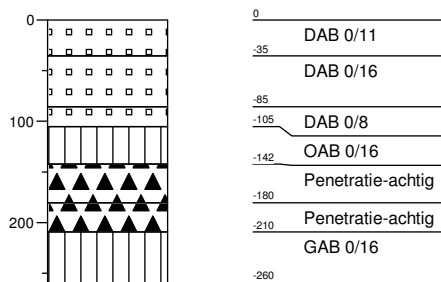 0
0
DAB 0/11
-35
DAB 0/16
-85
100
-105
DAB 0/8
OAB 0/16
-142
Penetratie-achtig
-180
200
Penetratie-achtig
-210
GAB 0/16
-260